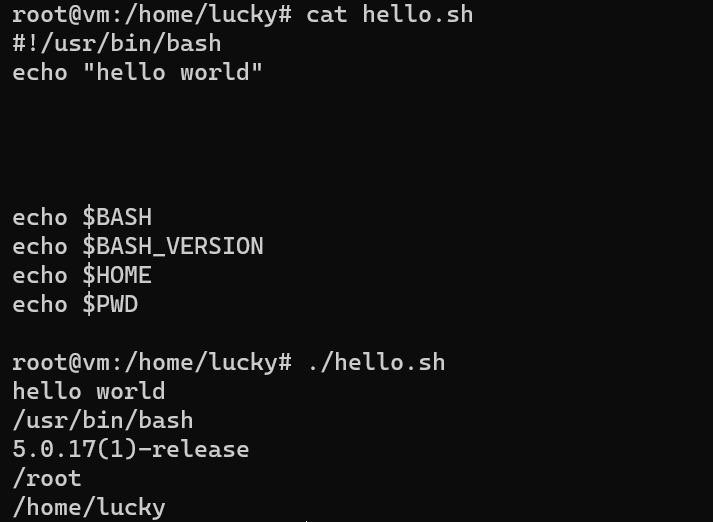 root@vm:/home/lucky# cat hello.sh
#!/usr/bin/bash
echo "hello world"
echo $BASH
echo $BASH_VERSION
echo $HOME
echo $PWD
root@vm:/home/lucky# ./hello.sh
hello world
/usr/bin/bash
5.0.17(1)-release
/root
/home/lucky